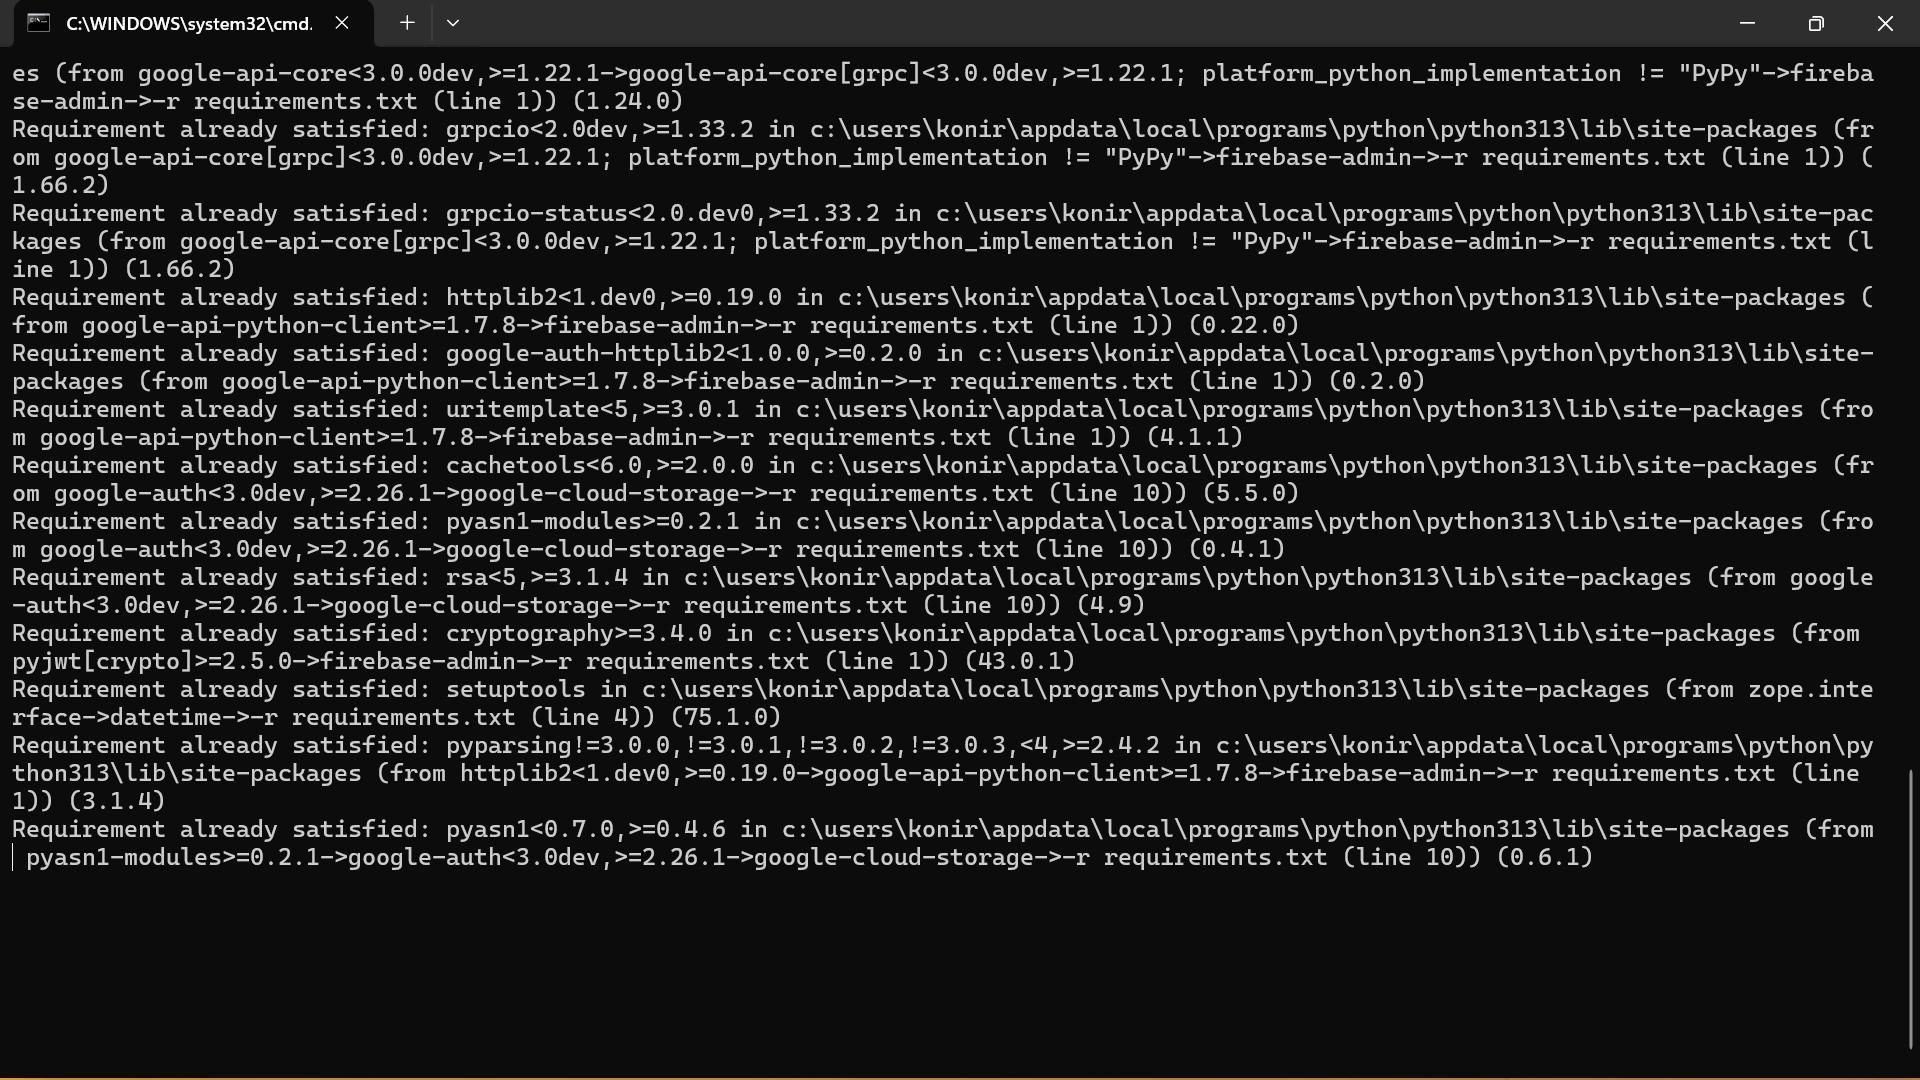 C:\WINDOWS\system32\cmd.
es (from google-api-core<3.0.0dev,>=1.22.1->google-api-core[grpc]<3.0.0dev,>=1.22.1; platform_python_implementation != "PyPy"->fireba
se-admin->-r requirements.txt (line 1)) (1.24.0)
Requirement already satisfied: grpcio<2.0dev,>=1.33.2 in c:\users\konir\appdata\local\programs\python\python313\lib\site-packages (fr
om google-api-core[grpc]<3.0.0dev,>=1.22.1; platform_python_implementation != "PyPy"->firebase-admin->-r requirements.txt (line 1)) (
1.66.2)
Requirement already satisfied: grpcio-status<2.0.dev0,>=1.33.2 in c:\users\konir\appdata\local\programs\python\python313\lib\site-pac
kages (from google-api-core[grpc]<3.0.0dev,>=1.22.1; platform_python_implementation != "PyPy"->firebase-admin->-r requirements.txt (l
ine 1)) (1.66.2)
Requirement already satisfied: httplib2<1.dev0,>=0.19.0 in c:\users\konir\appdata\local\programs\python\python313\lib\site-packages (
from google-api-python-client>=1.7.8->firebase-admin->-r requirements.txt (line 1)) (0.22.0)
Requirement already satisfied: google-auth-httplib2<1.0.0,>=0.2.0 in c:\users\konir\appdata\local\programs\python\python313\lib\site-
packages (from google-api-python-client>=1.7.8->firebase-admin->-r requirements.txt (line 1)) (0.2.0)
Requirement already satisfied: uritemplate<5,>=3.0.1 in c:\users\konir\appdata\local\programs\python\python313\lib\site-packages (fro
m google-api-python-client>=1.7.8->firebase-admin->-r requirements.txt (line 1)) (4.1.1)
Requirement already satisfied: cachetools<6.0,>=2.0.0 in c:\users\konir\appdata\local\programs\python\python313\lib\site-packages (fr
om google-auth<3.0dev,>=2.26.1->google-cloud-storage->-r requirements.txt (line 10)) (5.5.0)
Requirement already satisfied: pyasn1-modules>=0.2.1 in c:\users\konir\appdata\local\programs\python\python313\lib\site-packages (fro
m google-auth<3.0dev,>=2.26.1->google-cloud-storage->-r requirements.txt (line 10)) (0.4.1)
Requirement already satisfied: rsa<5,>=3.1.4 in c:\users\konir\appdata\local\programs\python\python313\lib\site-packages (from google
-auth<3.0dev,>=2.26.1->google-cloud-storage->-r requirements.txt (line 10)) (4.9)
Requirement already satisfied: cryptography>=3.4.0 in c:\users\konir\appdata\local\programs\python\python313\lib\site-packages (from
pyjwt[crypto]>=2.5.0->firebase-admin->-r requirements.txt (line 1)) (43.0.1)
Requirement already satisfied: setuptools in c:\users\konir\appdata\local\programs\python\python313\lib\site-packages (from zope.inte
rface->datetime->-r requirements.txt (line 4)) (75.1.0)
Requirement already satisfied: pyparsing!=3.0.0,!=3.0.1,!=3.0.2,!=3.0.3,<4,>=2.4.2 in c:\users\konir\appdata\local\programs\python\py
thon313\lib\site-packages (from httplib2<1.dev0,>=0.19.0->google-api-python-client>=1.7.8->firebase-admin->-r requirements.txt (line
1)) (3.1.4)
Requirement already satisfied: pyasn1<0.7.0,>=0.4.6 in c:\users\konir\appdata\local\programs\python\python313\lib\site-packages (from
pyasn1-modules>=0.2.1->google-auth<3.0dev,>=2.26.1->google-cloud-storage->-r requirements.txt (line 10)) (0.6.1)